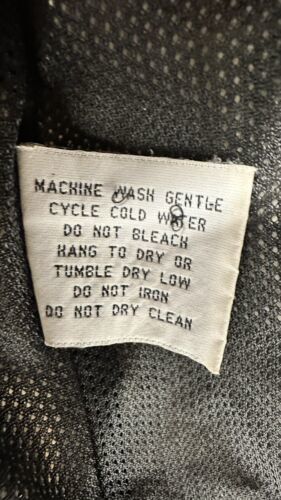 MACHINE WASH GENTLE
CYCLE COLD WATER
DO NOT BLEACH
HANG TO DRY OR
TUMBLE DRY LOW
DO NOT IRON
DO NOT DRY CLEAN